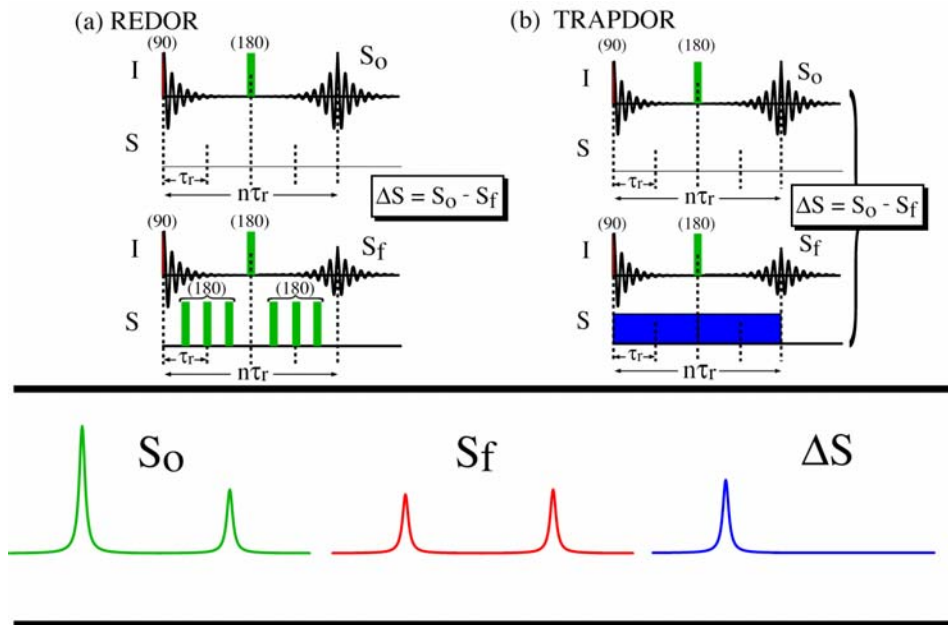 (a) REDOR
(90)
(180)
I
So
S
τr
nτr
ΔS = So - Sf
(90)
(180)
I
Sf
(180)
(180)
S
τr
nτr
(b) TRAPDOR
(90)
(180)
I
So
S
τr
nτr
ΔS = So - Sf
(90)
(180)
I
Sf
S
τr
nτr
So
Sf
ΔS